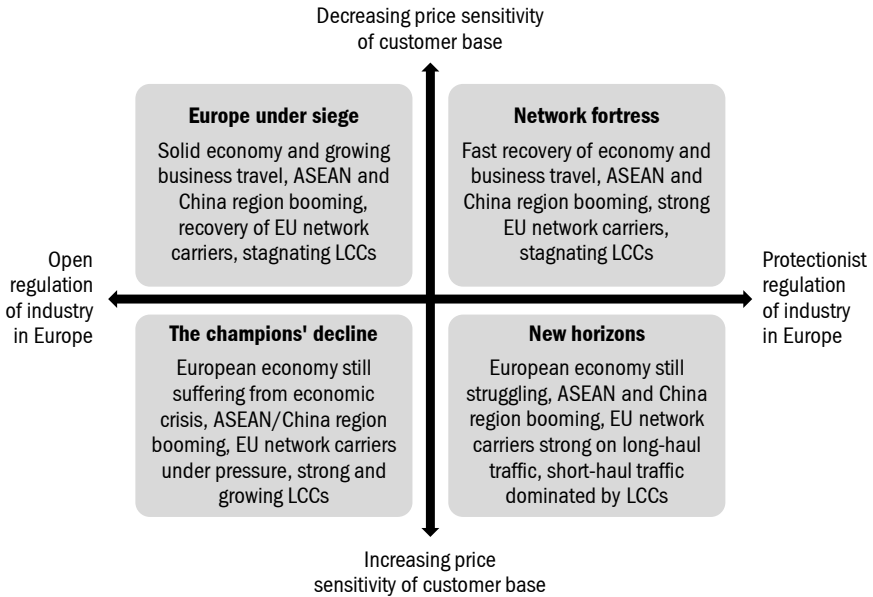 Decreasing price sensitivity
of customer base
Europe under siege
Solid economy and growing
business travel, ASEAN and
China region booming,
recovery of EU network
carriers, stagnating LCCs
Network fortress
Fast recovery of economy and
business travel, ASEAN and
China region booming, strong
EU network carriers,
stagnating LCCs
Open
regulation
of industry
in Europe
Protectionist
regulation
of industry
in Europe
The champions' decline
European economy still
suffering from economic
crisis, ASEAN/China region
booming, EU network carriers
under pressure, strong and
growing LCCs
New horizons
European economy still
struggling, ASEAN and China
region booming, EU network
carriers strong on long-haul
traffic, short-haul traffic
dominated by LCCs
Increasing price
sensitivity of customer base